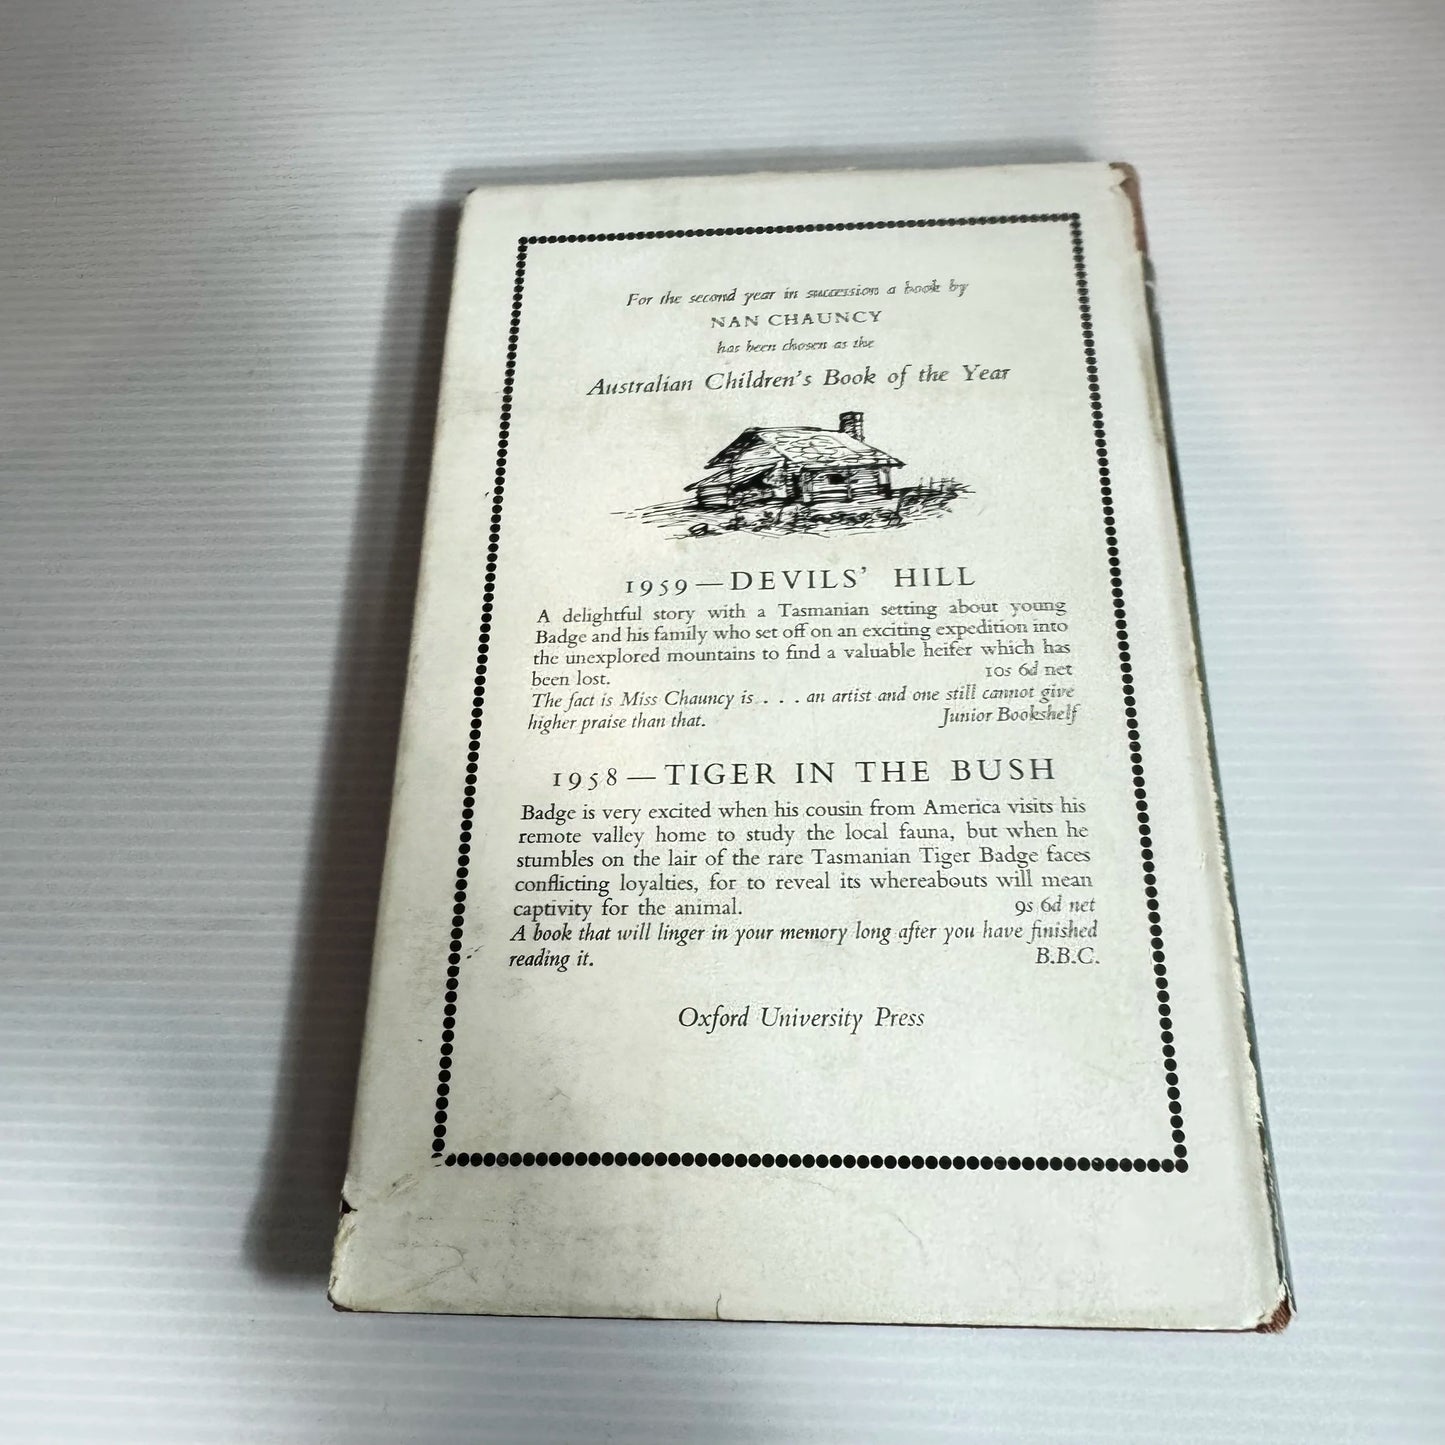 For the second year in succession a book by
NAN CHAUNCY
has been chosen as the
Australian Children's Book of the Year
1959—DEVILS' HILL
A delightful story with a Tasmanian setting about young
Badge and his family who set off on an exciting expedition into
the unexplored mountains to find a valuable heifer which has
been lost. 10s 6d net
The fact is Miss Chauncy is . . . an artist and one still cannot give
higher praise than that. Junior Bookshelf
1958—TIGER IN THE BUSH
Badge is very excited when his cousin from America visits his
remote valley home to study the local fauna, but when he
stumbles on the lair of the rare Tasmanian Tiger Badge faces
conflicting loyalties, for to reveal its whereabouts will mean
captivity for the animal. 9s 6d net
A book that will linger in your memory long after you have finished
reading it. B.B.C.
Oxford University Press